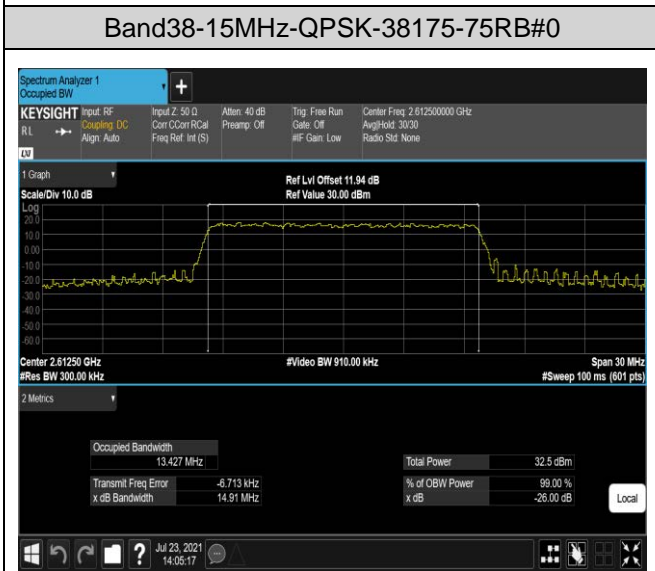 Band38-15MHz-QPSK-38175-75RB#0
Spectrum Analyzer 1
Occupied BW
+
KEYSIGHT
RL
LXI
Input: RF
Coupling: DC
Align: Auto
Input Z: 50 Ω
Corr CCorr RCal
Freq Ref: Int (S)
Atten: 40 dB
Preamp: Off
Trig: Free Run
Gate: Off
#IF Gain: Low
Center Freq: 2.612500000 GHz
Avg|Hold: 30/30
Radio Std: None
1 Graph
Scale/Div 10.0 dB
Ref Lvl Offset 11.94 dB
Ref Value 30.00 dBm
Log
20.0
10.0
0.00
-10.0
-20.0
-30.0
-40.0
-50.0
-60.0
Center 2.61250 GHz
#Res BW 300.00 kHz
#Video BW 910.00 kHz
Span 30 MHz
#Sweep 100 ms (601 pts)
2 Metrics
Occupied Bandwidth
13.427 MHz
Transmit Freq Error -6.713 kHz
x dB Bandwidth 14.91 MHz
Total Power 32.5 dBm
% of OBW Power 99.00 %
x dB -26.00 dB
Local
?
Jul 23, 2021
14:05:17